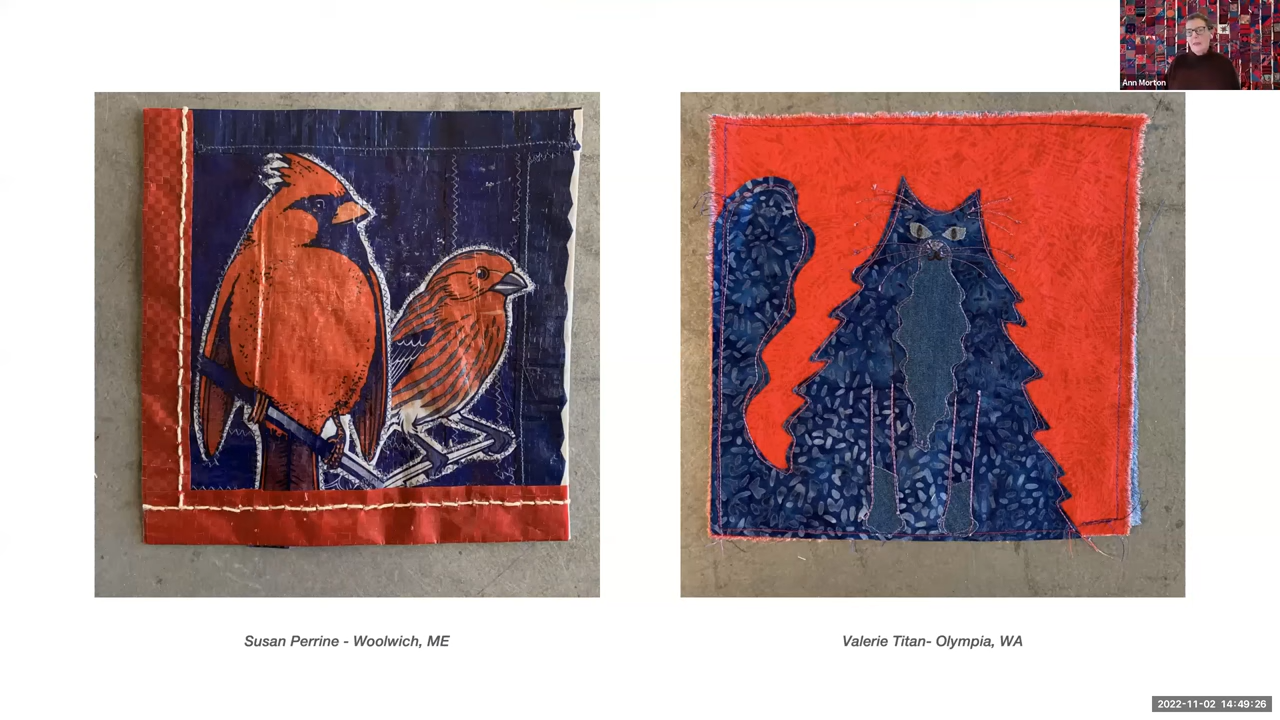 Ann Morton
Susan Perrine - Woolwich, ME
Valerie Titan- Olympia, WA
2022-11-02 14:49:26